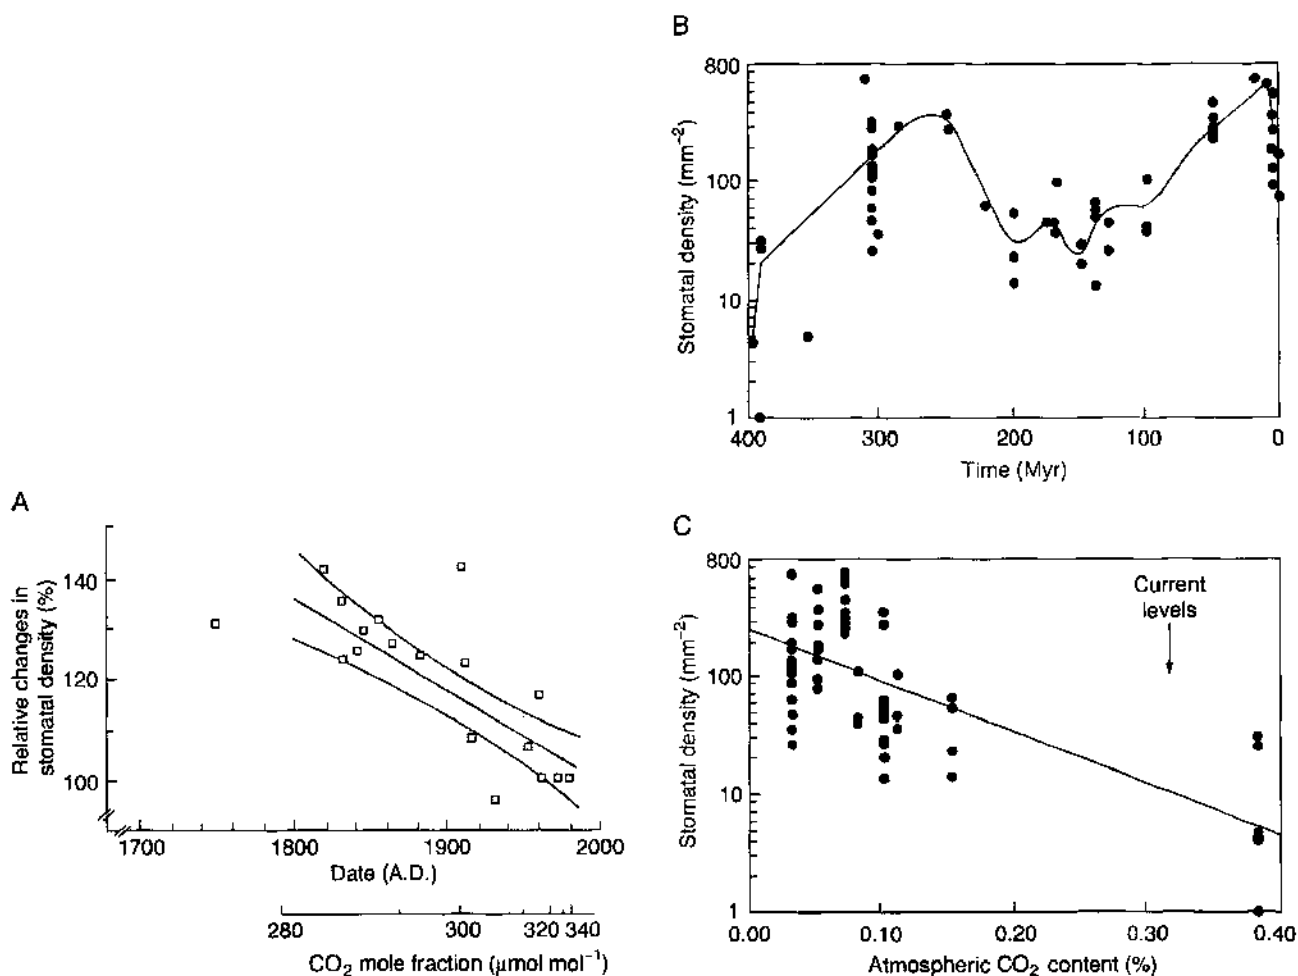 B
800
100
10
1
Stomatal density (mm⁻²)
400
300
200
100
0
Time (Myr)
A
140
120
100
Relative changes in
stomatal density (%)
1700
1800
1900
2000
Date (A.D.)
280
300
320
340
CO₂ mole fraction (μmol mol⁻¹)
C
800
100
10
1
Stomatal density (mm⁻²)
Current
levels
0.00
0.10
0.20
0.30
0.40
Atmospheric CO₂ content (%)